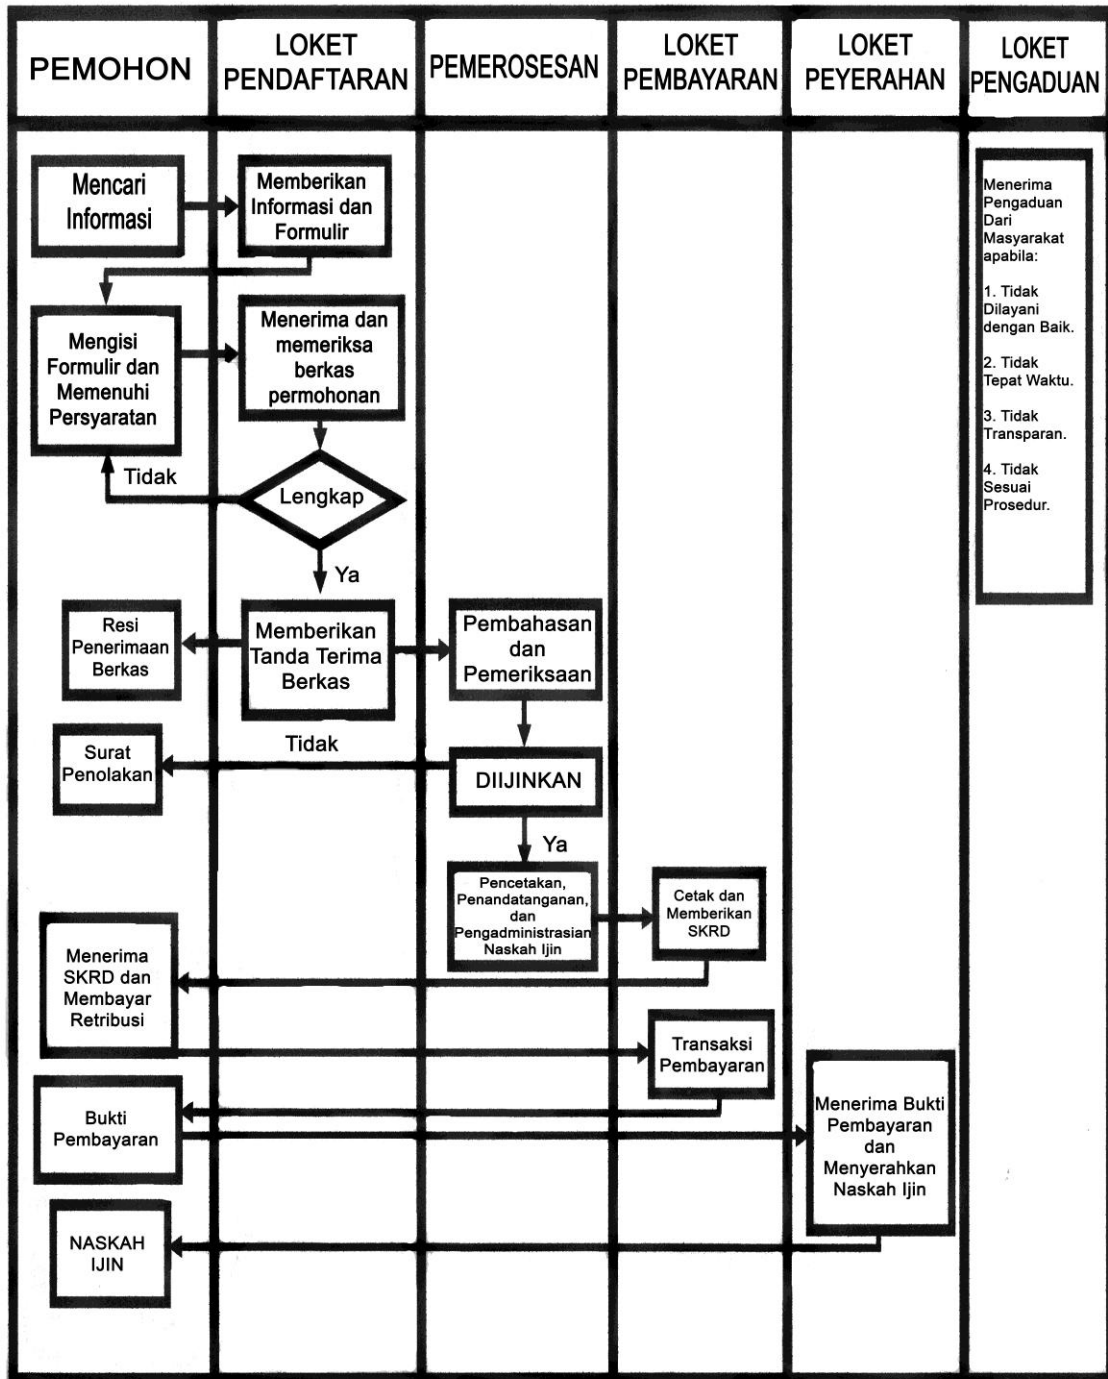 PEMOHON
LOKET
PENDAFTARAN
PEMEROSESAN
LOKET
PEMBAYARAN
LOKET
PEYERAHAN
LOKET
PENGADUAN
Mencari
Informasi
Memberikan
Informasi dan
Formulir
Menerima
Pengaduan
Dari
Masyarakat
apabila:
1. Tidak
Dilayani
dengan Baik.
2. Tidak
Tepat Waktu.
3. Tidak
Transparan.
4. Tidak
Sesuai
Prosedur.
Mengisi
Formulir dan
Memenuhi
Persyaratan
Menerima dan
memeriksa
berkas
permohonan
Tidak
Lengkap
Ya
Resi
Penerimaan
Berkas
Memberikan
Tanda Terima
Berkas
Pembahasan
dan
Pemeriksaan
Surat
Penolakan
Tidak
DIIJINKAN
Ya
Pencetakan,
Penandatanganan,
dan
Pengadministrasian
Naskah Ijin
Cetak dan
Memberikan
SKRD
Menerima
SKRD dan
Membayar
Retribusi
Transaksi
Pembayaran
Bukti
Pembayaran
Menerima Bukti
Pembayaran
dan
Menyerahkan
Naskah Ijin
NASKAH
IJIN